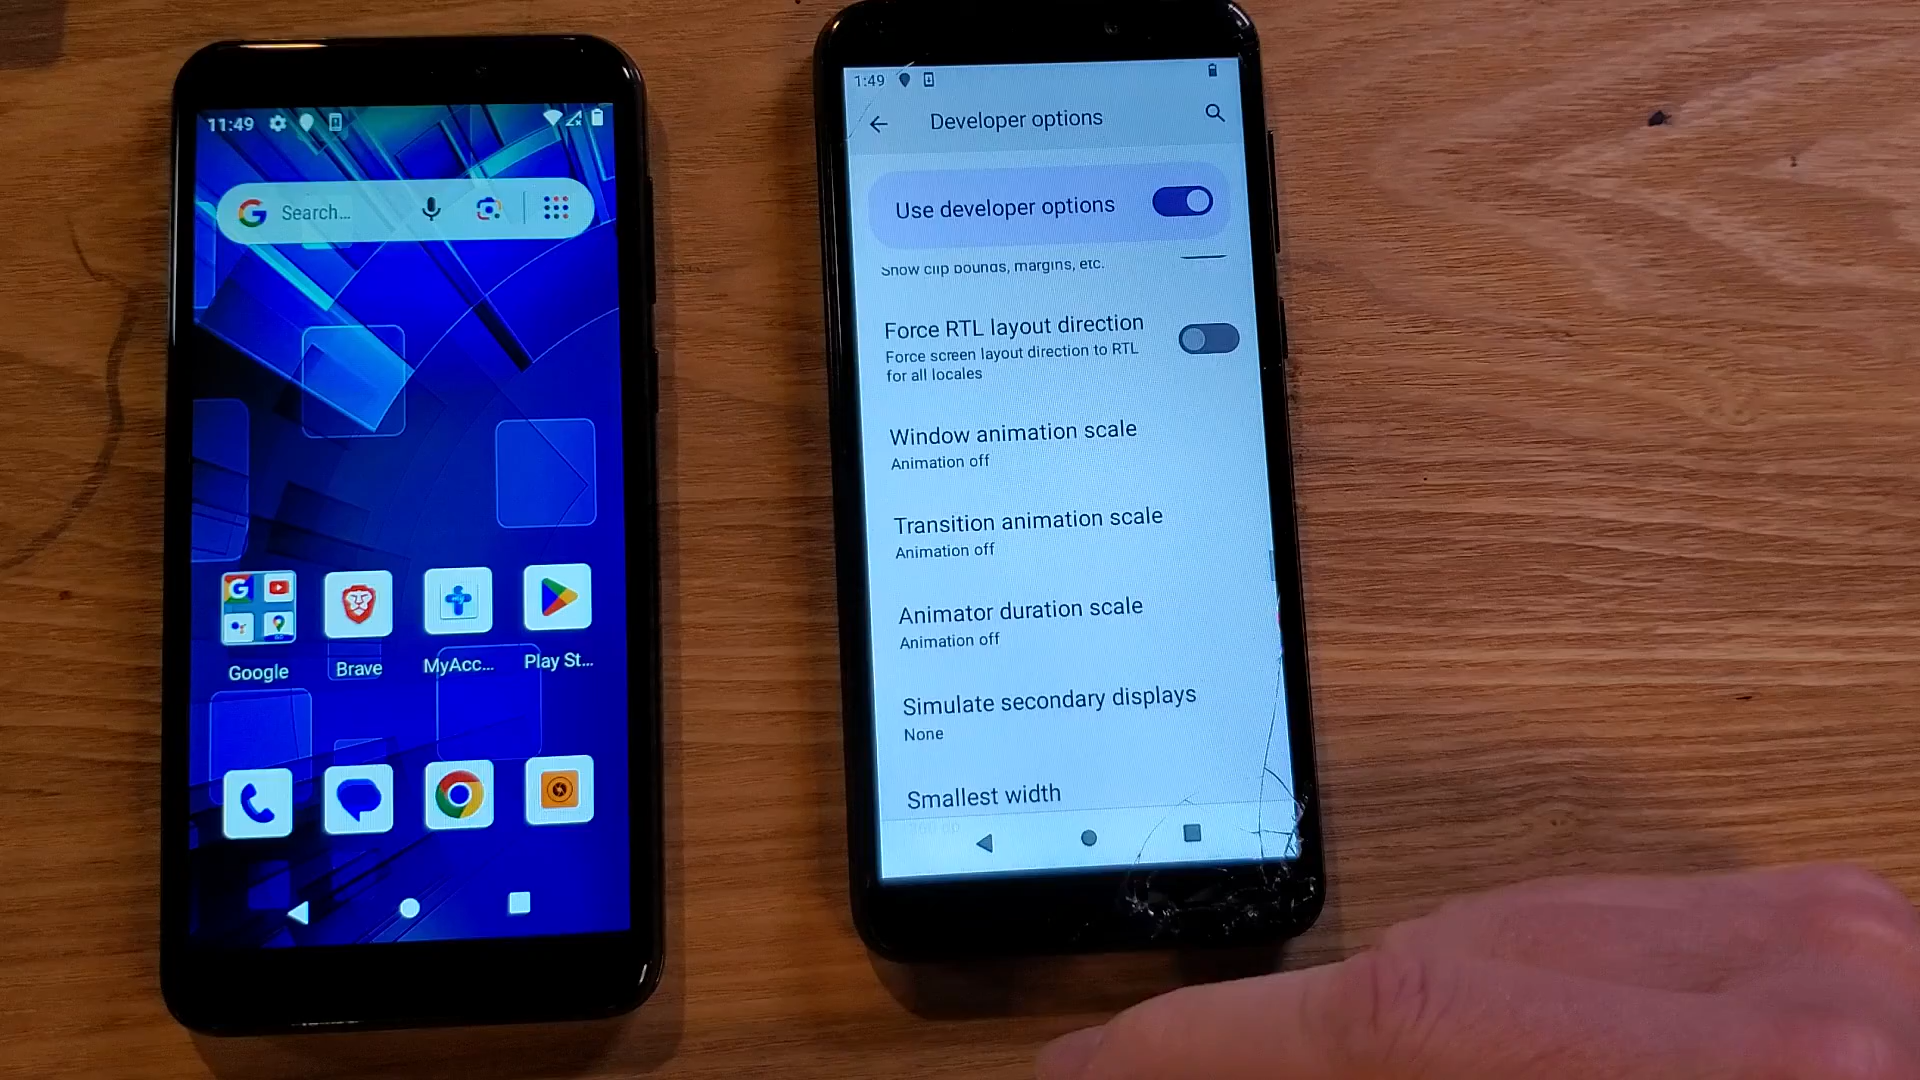 11:49
Search...
Google
Brave
MyAcc...
Play St...
1:49
Developer options
Use developer options
Show clip bounds, margins, etc.
Force RTL layout direction
Force screen layout direction to RTL
for all locales
Window animation scale
Animation off
Transition animation scale
Animation off
Animator duration scale
Animation off
Simulate secondary displays
None
Smallest width